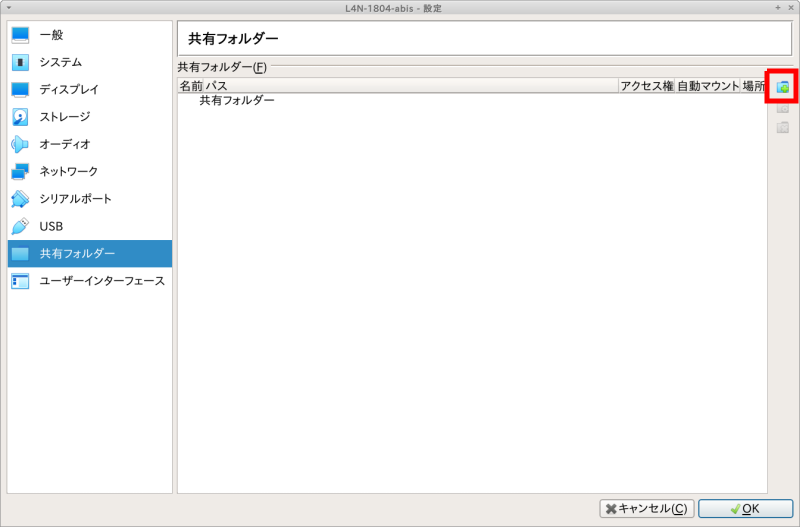 L4N-1804-abis - 設定
一般
システム
ディスプレイ
ストレージ
オーディオ
ネットワーク
シリアルポート
USB
共有フォルダー
ユーザーインターフェース
共有フォルダー
共有フォルダー(F)
名前 パス アクセス権 自動マウント 場所
共有フォルダー
キャンセル(C) OK